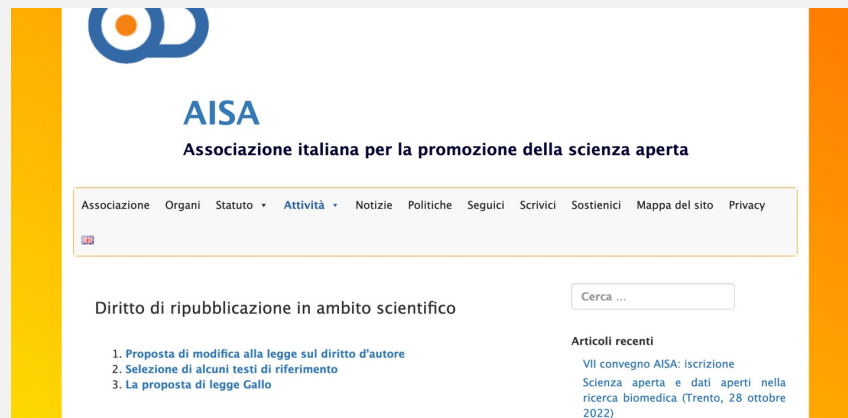 AISA
Associazione italiana per la promozione della scienza aperta
Associazione Organi Statuto Attività Notizie Politiche Seguici Scrivici Sostienici Mappa del sito Privacy
Diritto di ripubblicazione in ambito scientifico
1. Proposta di modifica alla legge sul diritto d'autore
2. Selezione di alcuni testi di riferimento
3. La proposta di legge Gallo
Cerca ...
Articoli recenti
VII convegno AISA: iscrizione
Scienza aperta e dati aperti nella
ricerca biomedica (Trento, 28 ottobre
2022)